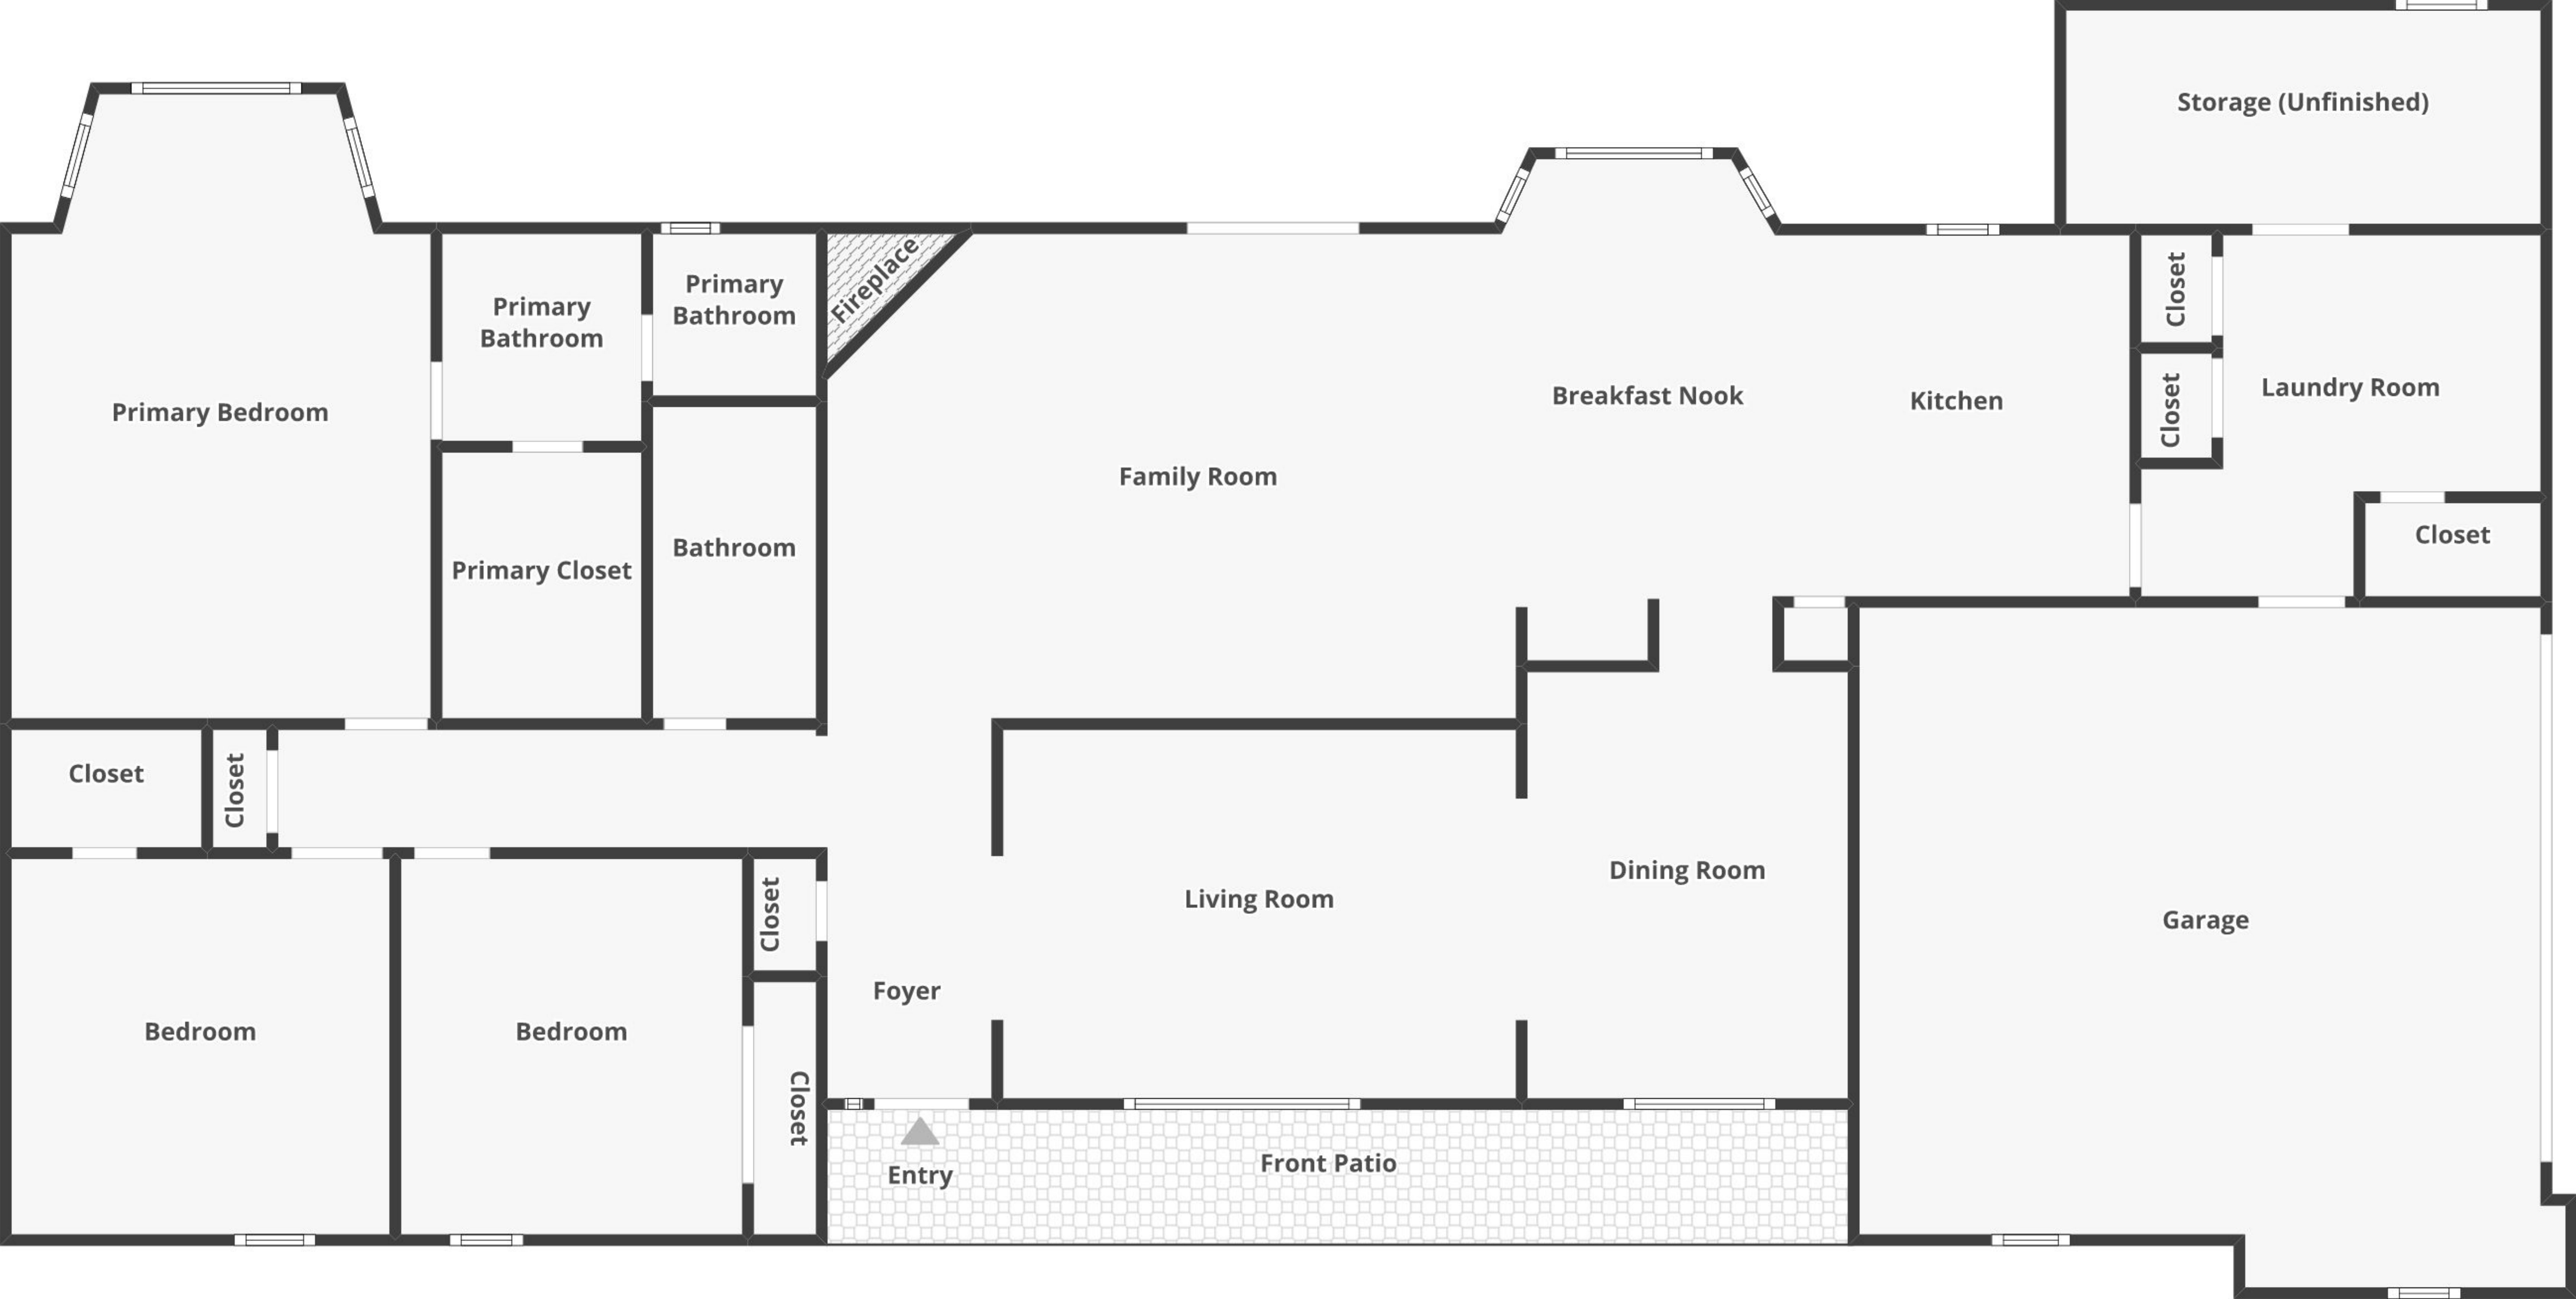 Storage (Unfinished)
Primary
Bathroom
Primary
Bathroom
Fireplace
Closet
Primary Bedroom
Breakfast Nook
Kitchen
Closet
Laundry Room
Family Room
Closet
Primary Closet
Bathroom
Closet
Closet
Dining Room
Living Room
Closet
Garage
Foyer
Bedroom
Bedroom
Closet
Front Patio
Entry